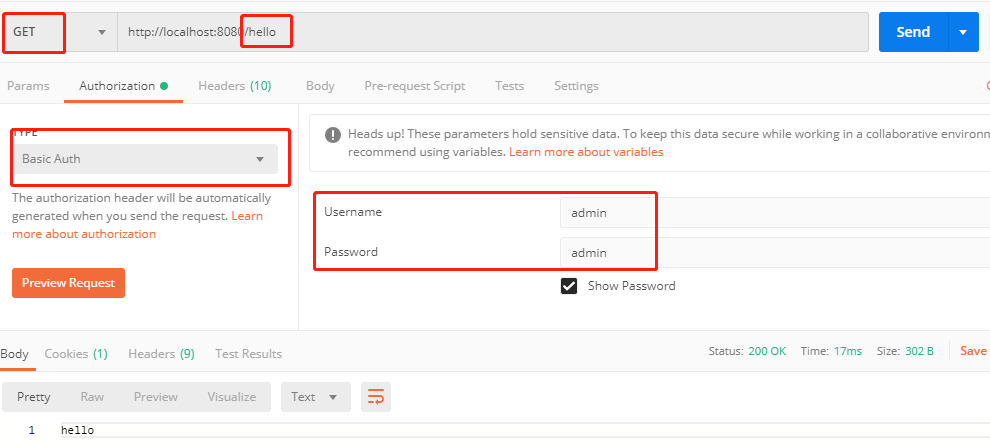 GET
http://localhost:8080/hello
Send
Params Authorization Headers (10) Body Pre-request Script Tests Settings
TYPE
Basic Auth
The authorization header will be automatically
generated when you send the request. Learn
more about authorization
Preview Request
Heads up! These parameters hold sensitive data. To keep this data secure while working in a collaborative environm
recommend using variables. Learn more about variables
Username admin
Password admin
Show Password
Body Cookies (1) Headers (9) Test Results
Status: 200 OK Time: 17ms Size: 302 B Save
Pretty Raw Preview Visualize Text
1 hello